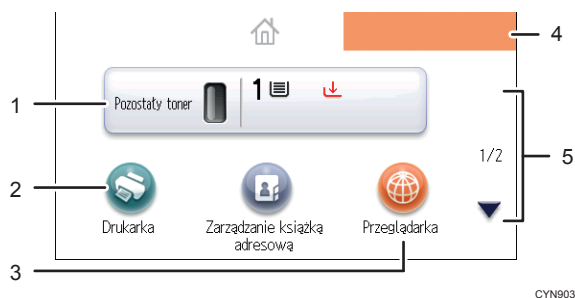 4
1
Pozostały toner
1
1/2
5
2
Drukarka
Zarządzanie książką
adresową
Przeglądarka
3
CYN903